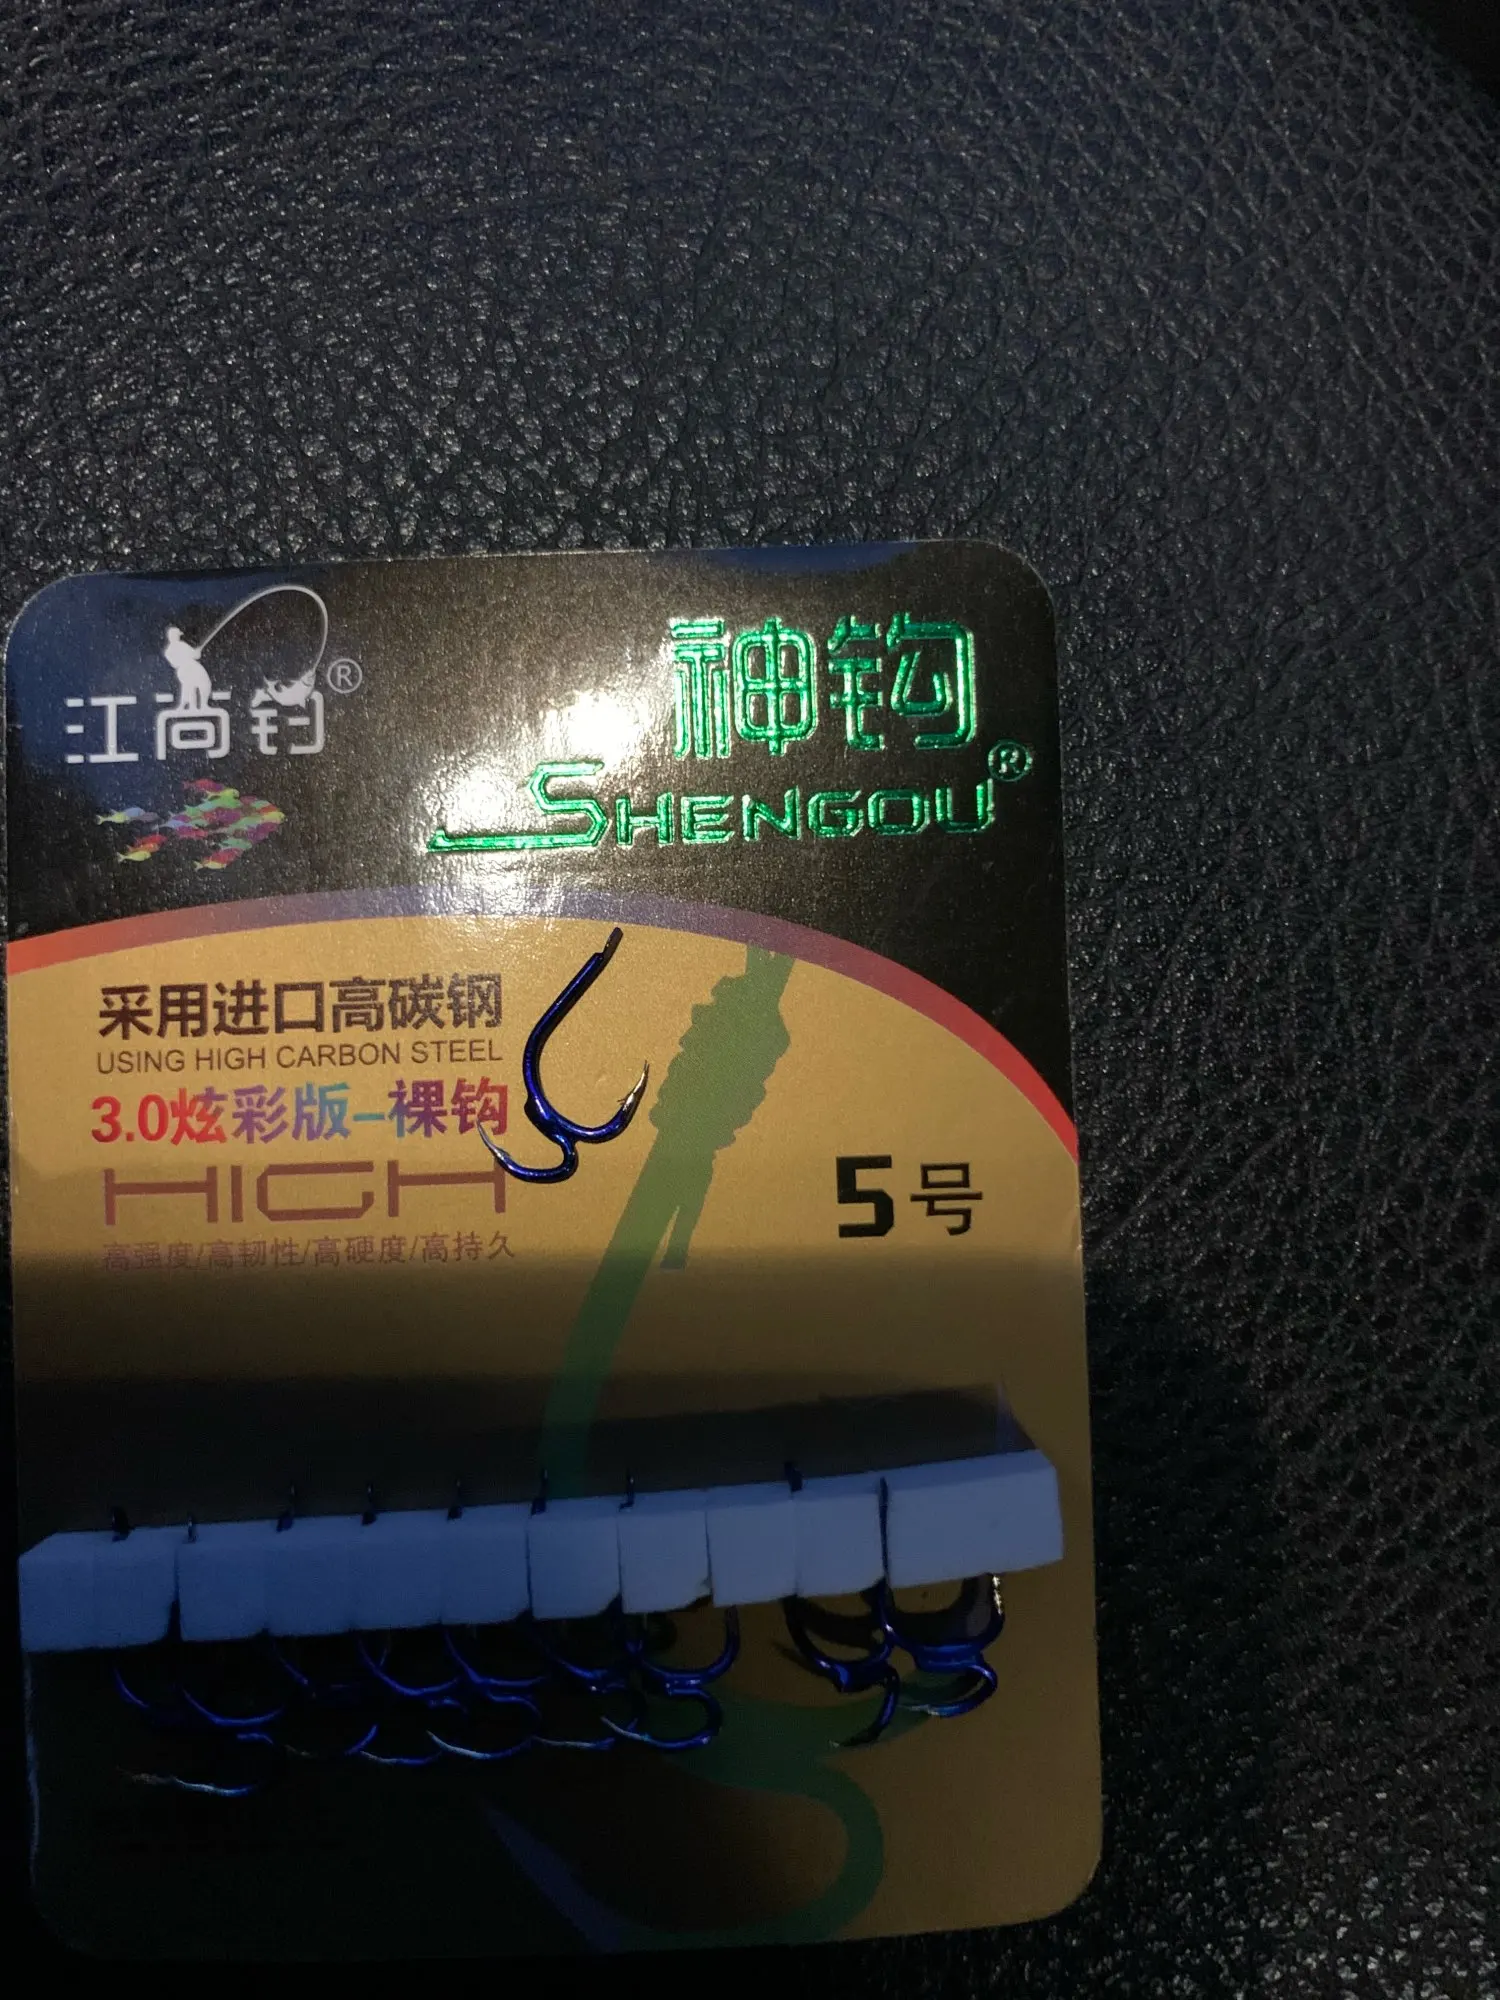 江尚钓®
神钩
SHENGOU®
采用进口高碳钢
USING HIGH CARBON STEEL
3.0炫彩版-裸钩
HIGH
高强度/高韧性/高硬度/高持久
5号